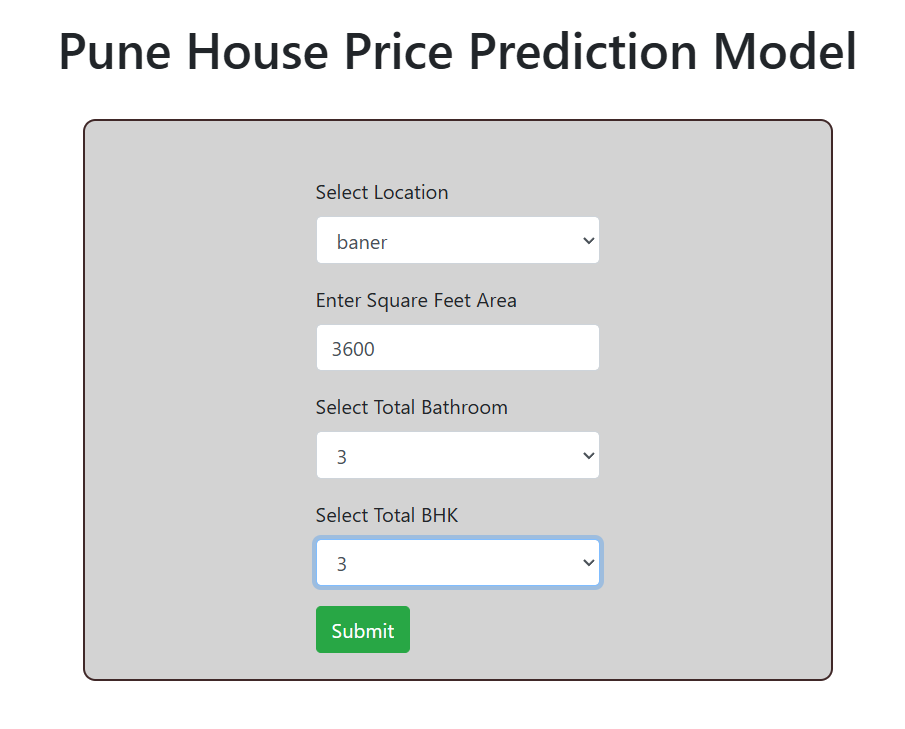 Pune House Price Prediction Model
Select Location
baner
Enter Square Feet Area
3600
Select Total Bathroom
3
Select Total BHK
3
Submit